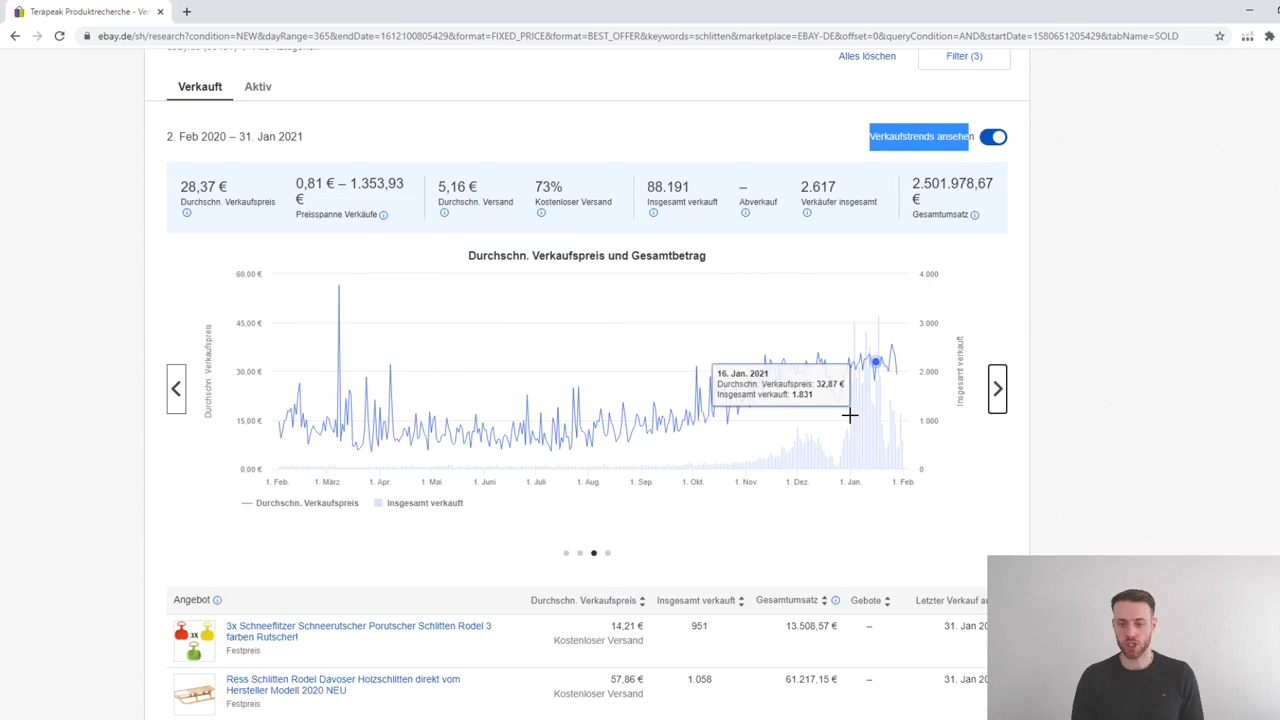 Terapeak Produktrecherche - Ver
ebay.de/sh/research?condition=NEW&dayRange=365&endDate=1612100805429&format=FIXED_PRICE&format=BEST_OFFER&keywords=schlitten&marketplace=EBAY-DE&offset=0&queryCondition=AND&startDate=1580651205429&tabName=SOLD
Alles löschen
Filter (3)
Verkauft
Aktiv
2. Feb 2020 – 31. Jan 2021
Verkaufstrends ansehen
28,37 €
Durchschn. Verkaufspreis
0,81 € – 1.353,93
€
Preisspanne Verkäufe
5,16 €
Durchschn. Versand
73%
Kostenloser Versand
88.191
Insgesamt verkauft
–
Abverkauf
2.617
Verkäufer insgesamt
2.501.978,67
€
Gesamtumsatz
Durchschn. Verkaufspreis und Gesamtbetrag
60,00 €
45,00 €
30,00 €
15,00 €
0,00 €
Durchschn. Verkaufspreis
4.000
3.000
2.000
1.000
0
Insgesamt verkauft
16. Jan. 2021
Durchschn. Verkaufspreis: 32,87 €
Insgesamt verkauft: 1.831
1. Feb. 1. März 1. Apr. 1. Mai 1. Juni 1. Juli 1. Aug. 1. Sep. 1. Okt. 1. Nov. 1. Dez. 1. Jan. 1. Feb.
Durchschn. Verkaufspreis
Insgesamt verkauft
Angebot
Durchschn. Verkaufspreis
Insgesamt verkauft
Gesamtumsatz
Gebote
Letzter Verkauf a
3x Schneeflitzer Schneerutscher Porutscher Schlitten Rodel 3
farben Rutscher!
Festpreis
14,21 €
Kostenloser Versand
951
13.508,57 €
–
31. Jan 20
Ress Schlitten Rodel Davoser Holzschlitten direkt vom
Hersteller Modell 2020 NEU
Festpreis
57,86 €
Kostenloser Versand
1.058
61.217,15 €
–
31. Jan 20